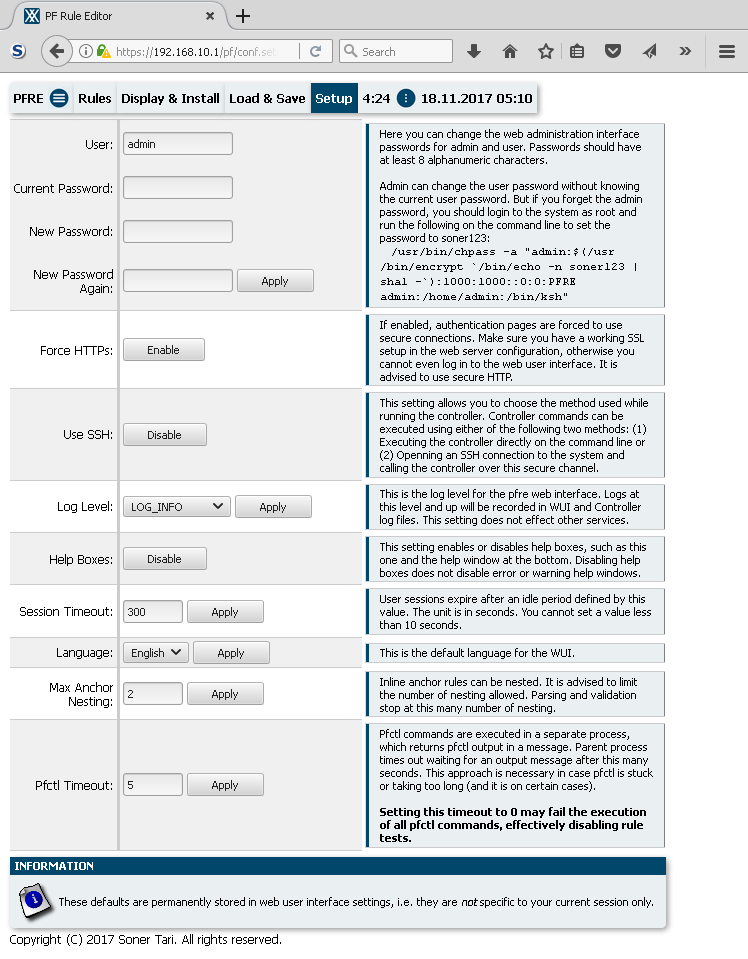 PF Rule Editor
https://192.168.10.1/pf/conf.set
Search
PFRE Rules Display & Install Load & Save Setup 4:24 18.11.2017 05:10
User: admin
Here you can change the web administration interface
passwords for admin and user. Passwords should have
at least 8 alphanumeric characters.
Current Password:
Admin can change the user password without knowing
the current user password. But if you forget the admin
password, you should login to the system as root and
run the following on the command line to set the
password to soner123:
/usr/bin/chpass -a "admin:$(/usr
/bin/encrypt `/bin/echo -n soner123 |
sha1 -`):1000:1000::0:0:PFRE
admin:/home/admin:/bin/ksh"
New Password:
New Password
Again:
Apply
Force HTTPs: Enable
If enabled, authentication pages are forced to use
secure connections. Make sure you have a working SSL
setup in the web server configuration, otherwise you
cannot even log in to the web user interface. It is
advised to use secure HTTP.
Use SSH: Disable
This setting allows you to choose the method used while
running the controller. Controller commands can be
executed using either of the following two methods: (1)
Executing the controller directly on the command line or
(2) Openning an SSH connection to the system and
calling the controller over this secure channel.
Log Level: LOG_INFO Apply
This is the log level for the pfre web interface. Logs at
this level and up will be recorded in WUI and Controller
log files. This setting does not effect other services.
Help Boxes: Disable
This setting enables or disables help boxes, such as this
one and the help window at the bottom. Disabling help
boxes does not disable error or warning help windows.
Session Timeout: 300 Apply
User sessions expire after an idle period defined by this
value. The unit is in seconds. You cannot set a value less
than 10 seconds.
Language: English Apply
This is the default language for the WUI.
Max Anchor
Nesting:
2 Apply
Inline anchor rules can be nested. It is advised to limit
the number of nesting allowed. Parsing and validation
stop at this many number of nesting.
Pfctl Timeout: 5 Apply
Pfctl commands are executed in a separate process,
which returns pfctl output in a message. Parent process
times out waiting for an output message after this many
seconds. This approach is necessary in case pfctl is stuck
or taking too long (and it is on certain cases).
Setting this timeout to 0 may fail the execution
of all pfctl commands, effectively disabling rule
tests.
INFORMATION
These defaults are permanently stored in web user interface settings, i.e. they are not specific to your current session only.
Copyright (C) 2017 Soner Tari. All rights reserved.